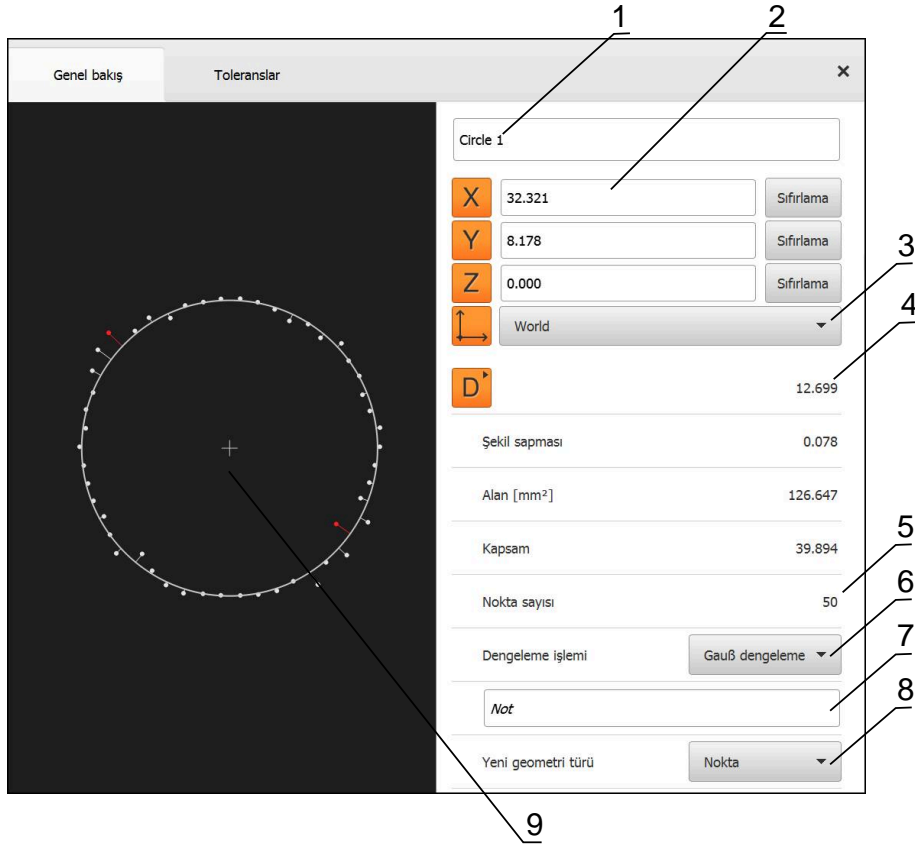 1
2
Genel bakış
Toleranslar
×
Circle 1
X
32.321
Sıfırlama
Y
8.178
Sıfırlama
3
Z
0.000
Sıfırlama
4
World
D
12.699
Şekil sapması
0.078
Alan [mm²]
126.647
5
Kapsam
39.894
6
Nokta sayısı
50
7
Dengeleme işlemi
Gauß dengeleme
8
Not
Yeni geometri türü
Nokta
9